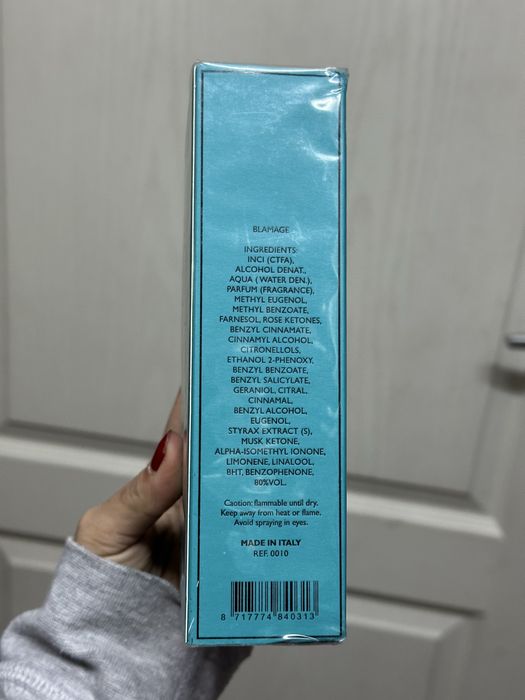 BLAMAGE
INGREDIENTS:
INCI (CTFA),
ALCOHOL DENAT.,
AQUA ( WATER DEN.),
PARFUM (FRAGRANCE),
METHYL EUGENOL,
METHYL BENZOATE,
FARNESOL, ROSE KETONES,
BENZYL CINNAMATE,
CINNAMYL ALCOHOL,
CITRONELLOLS,
ETHANOL 2-PHENOXY,
BENZYL BENZOATE,
BENZYL SALICYLATE,
GERANIOL, CITRAL,
CINNAMAL,
BENZYL ALCOHOL,
EUGENOL,
STYRAX EXTRACT (S),
MUSK KETONE,
ALPHA-ISOMETHYL IONONE,
LIMONENE, LINALOOL,
BHT, BENZOPHENONE,
80%VOL.
Caotion: flammable until dry.
Keep away from heat or flame.
Avoid spraying in eyes.
MADE IN ITALY
REF. 0010
8 717774 840313